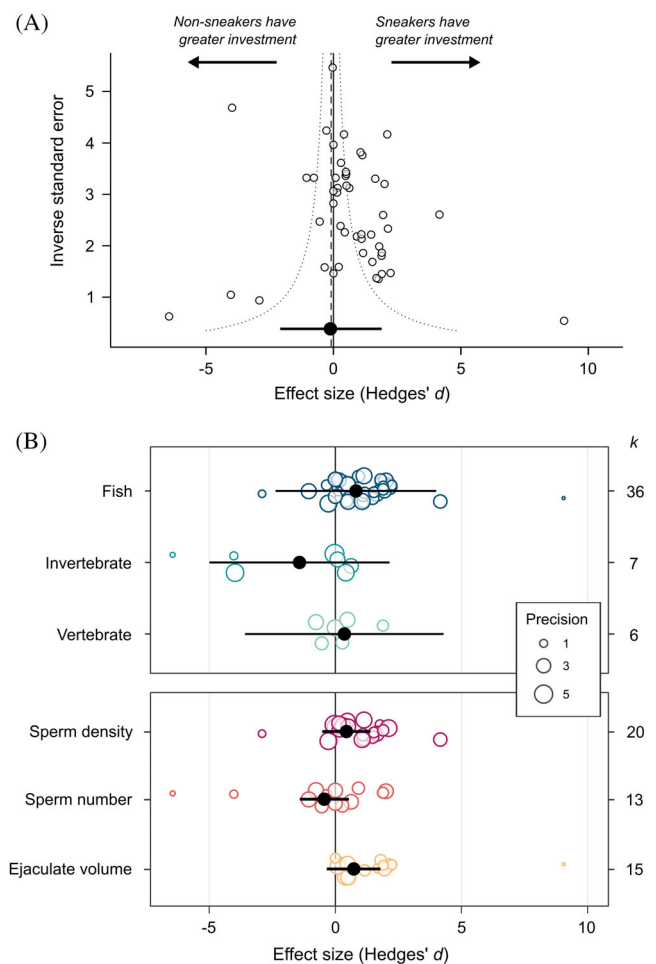 (A)
Non-sneakers have
greater investment
Sneakers have
greater investment
Inverse standard error
5
4
3
2
1
-5
0
5
10
Effect size (Hedges' d)
(B)
k
Fish
36
Invertebrate
7
Vertebrate
6
Precision
1
3
5
Sperm density
20
Sperm number
13
Ejaculate volume
15
-5
0
5
10
Effect size (Hedges' d)